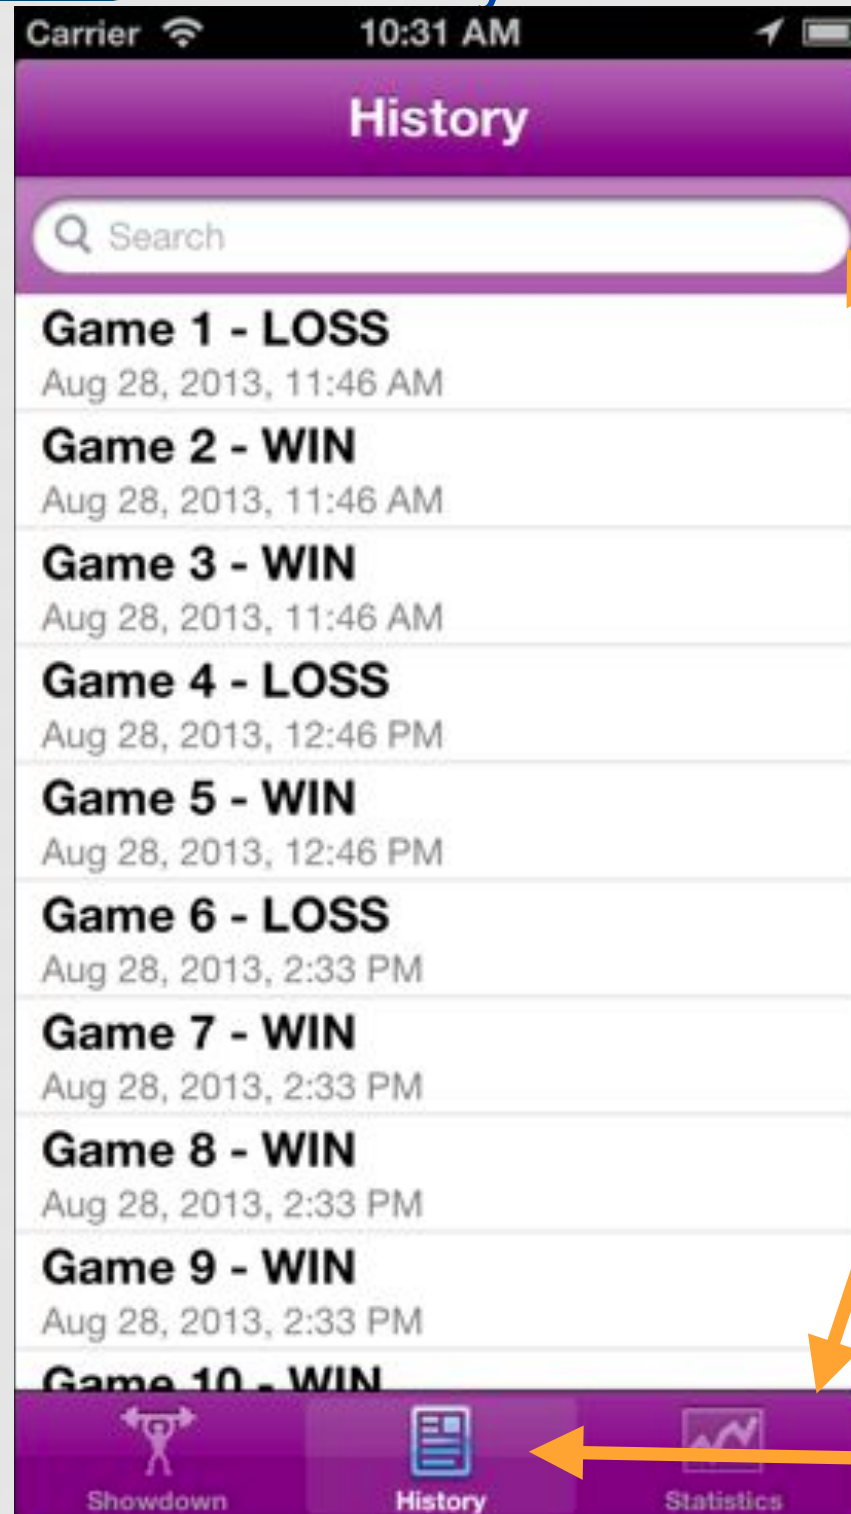 Carrier 10:31 AM
History
Search
Game 1 - LOSS
Aug 28, 2013, 11:46 AM
Game 2 - WIN
Aug 28, 2013, 11:46 AM
Game 3 - WIN
Aug 28, 2013, 11:46 AM
Game 4 - LOSS
Aug 28, 2013, 12:46 PM
Game 5 - WIN
Aug 28, 2013, 12:46 PM
Game 6 - LOSS
Aug 28, 2013, 2:33 PM
Game 7 - WIN
Aug 28, 2013, 2:33 PM
Game 8 - WIN
Aug 28, 2013, 2:33 PM
Game 9 - WIN
Aug 28, 2013, 2:33 PM
Game 10 - WIN
Showdown History Statistics